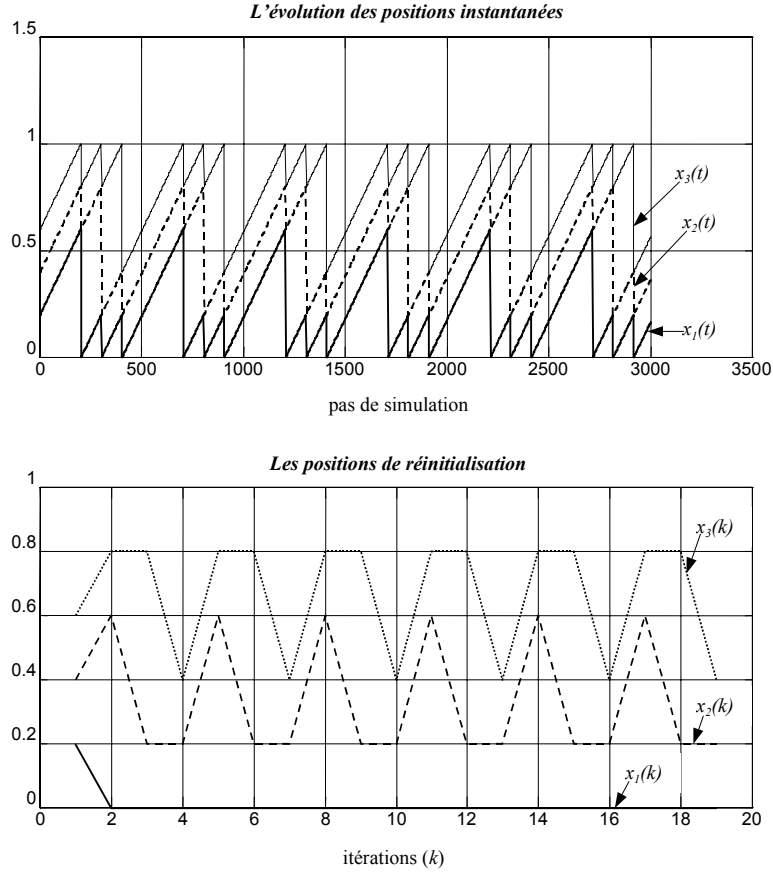 L'évolution des positions instantanées
1.5
1
0.5
0
x3(t)
x2(t)
x1(t)
0 500 1000 1500 2000 2500 3000 3500
pas de simulation
Les positions de réinitialisation
1
0.8
0.6
0.4
0.2
0
x3(k)
x2(k)
x1(k)
0 2 4 6 8 10 12 14 16 18 20
itérations (k)